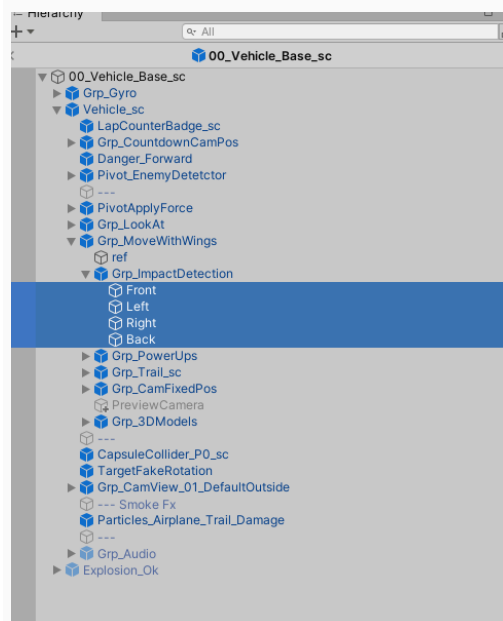 Hierarchy
All
00_Vehicle_Base_sc
00_Vehicle_Base_sc
Grp_Gyro
Vehicle_sc
LapCounterBadge_sc
Grp_CountdownCamPos
Danger_Forward
Pivot_EnemyDetetctor
---
PivotApplyForce
Grp_LookAt
Grp_MoveWithWings
ref
Grp_ImpactDetection
Front
Left
Right
Back
Grp_PowerUps
Grp_Trail_sc
Grp_CamFixedPos
PreviewCamera
Grp_3DModels
---
CapsuleCollider_P0_sc
TargetFakeRotation
Grp_CamView_01_DefaultOutside
--- Smoke Fx
Particles_Airplane_Trail_Damage
---
Grp_Audio
Explosion_Ok